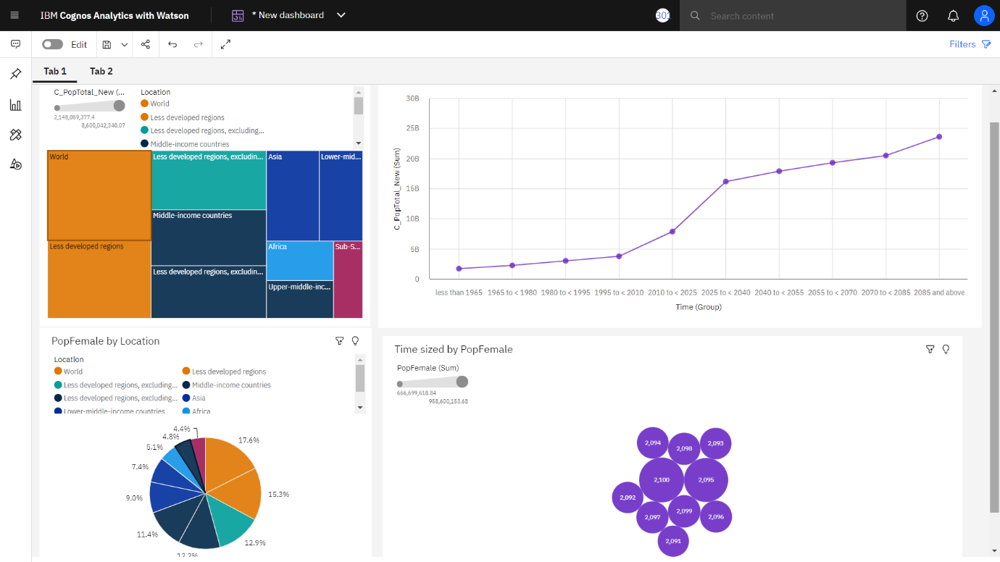 IBM Cognos Analytics with Watson
* New dashboard
301
Search content
Edit
Filters
Tab 1
Tab 2
C_PopTotal_New (...
2,148,059,377.4
8,600,042,340.07
Location
World
Less developed regions
Less developed regions, excluding...
Middle-income countries
World
Less developed regions, excludin...
Asia
Lower-mid...
Middle-income countries
Less developed regions
Africa
Sub-S...
Less developed regions, excludin...
Upper-middle-inc...
C_PopTotal_New (Sum)
30B
25B
20B
15B
10B
5B
0
less than 1965
1965 to < 1980
1980 to < 1995
1995 to < 2010
2010 to < 2025
2025 to < 2040
2040 to < 2055
2055 to < 2070
2070 to < 2085
2085 and above
Time (Group)
PopFemale by Location
Location
World
Less developed regions
Less developed regions, excluding...
Middle-income countries
Less developed regions, excluding...
Asia
Lower-middle-income countries
Africa
4.4%
4.8%
5.1%
7.4%
9.0%
11.4%
12.2%
12.9%
15.3%
17.6%
Time sized by PopFemale
PopFemale (Sum)
666,699,618.84
958,600,153.68
2,094
2,098
2,093
2,100
2,095
2,092
2,097
2,099
2,096
2,091